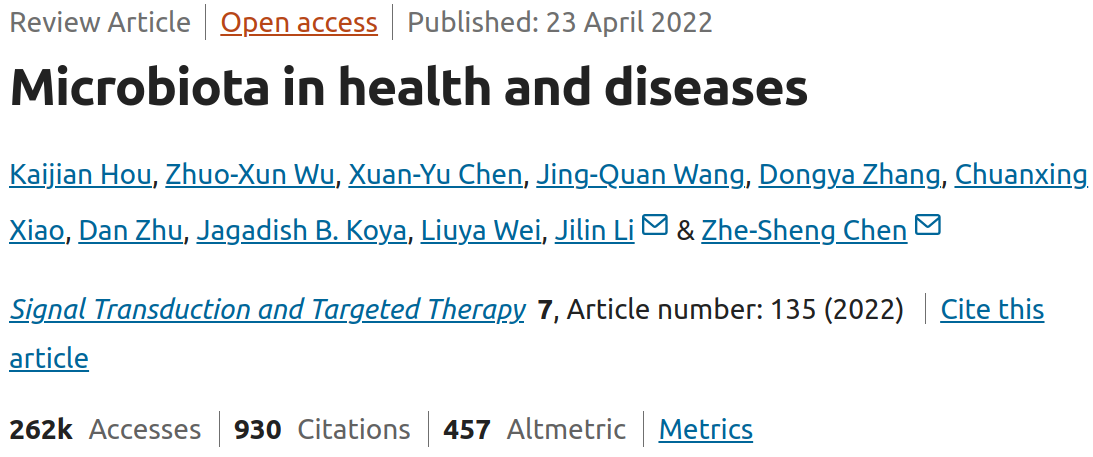 Review Article Open access Published: 23 April 2022
Microbiota in health and diseases
Kaijian Hou, Zhuo-Xun Wu, Xuan-Yu Chen, Jing-Quan Wang, Dongya Zhang, Chuanxing
Xiao, Dan Zhu, Jagadish B. Koya, Liuya Wei, Jilin Li & Zhe-Sheng Chen
Signal Transduction and Targeted Therapy 7, Article number: 135 (2022) Cite this
article
262k Accesses 930 Citations 457 Altmetric Metrics